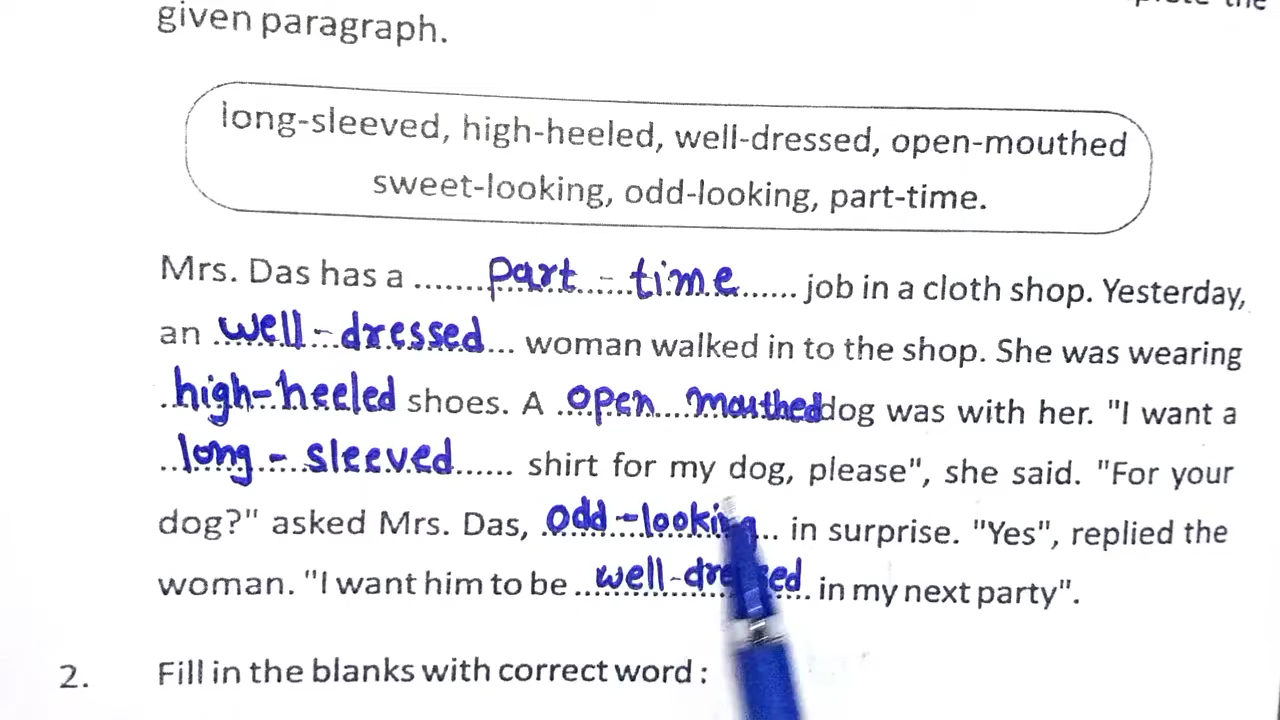 given paragraph.
long-sleeved, high-heeled, well-dressed, open-mouthed
sweet-looking, odd-looking, part-time.
Mrs. Das has a ....... part - time ...... job in a cloth shop. Yesterday,
an well-dressed ... woman walked in to the shop. She was wearing
high-heeled shoes. A open mouthed dog was with her. "I want a
long - sleeved ...... shirt for my dog, please", she said. "For your
dog?" asked Mrs. Das, odd-looking .. in surprise. "Yes", replied the
woman. "I want him to be well-dressed in my next party".
2. Fill in the blanks with correct word :